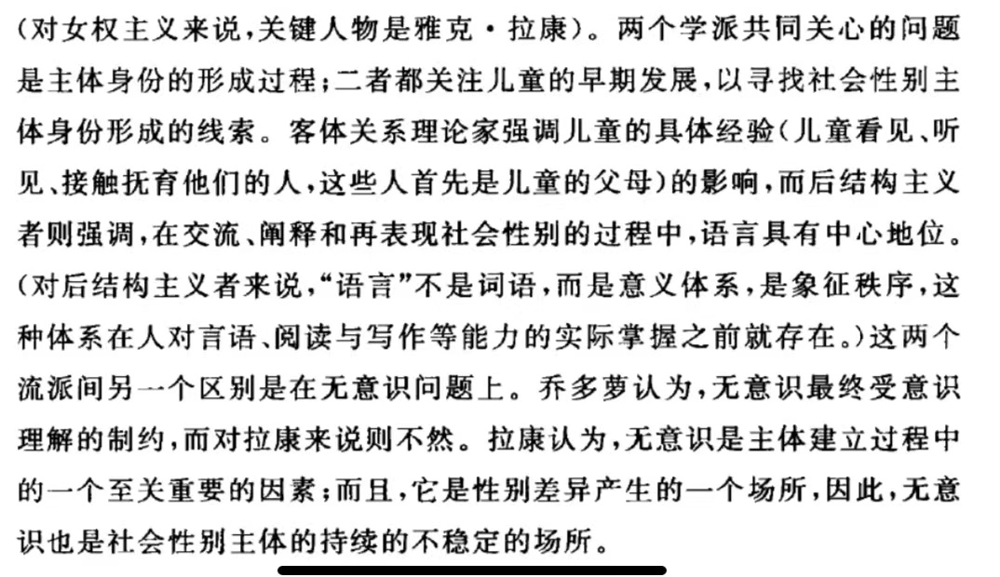 (对女权主义来说,关键人物是雅克·拉康)。两个学派共同关心的问题
是主体身份的形成过程;二者都关注儿童的早期发展,以寻找社会性别主
体身份形成的线索。客体关系理论家强调儿童的具体经验(儿童看见、听
见、接触抚育他们的人,这些人首先是儿童的父母)的影响,而后结构主义
者则强调,在交流、阐释和再表现社会性别的过程中,语言具有中心地位。
(对后结构主义者来说,“语言”不是词语,而是意义体系,是象征秩序,这
种体系在人对言语、阅读与写作等能力的实际掌握之前就存在。)这两个
流派间另一个区别是在无意识问题上。乔多萝认为,无意识最终受意识
理解的制约,而对拉康来说则不然。拉康认为,无意识是主体建立过程中
的一个至关重要的因素;而且,它是性别差异产生的一个场所,因此,无意
识也是社会性别主体的持续的不稳定的场所。